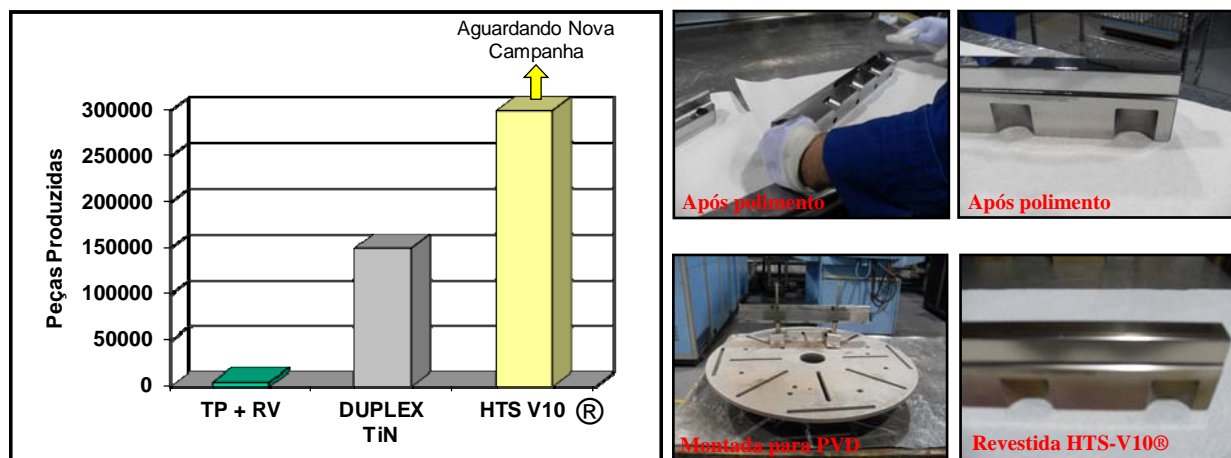 Aguardando Nova
Campanha
Peças Produzidas
300000
250000
200000
150000
100000
50000
0
TP + RV
DUPLEX
TiN
HTS V10 ®
Após polimento
Após polimento
Montada para PVD
Revestida HTS-V10®